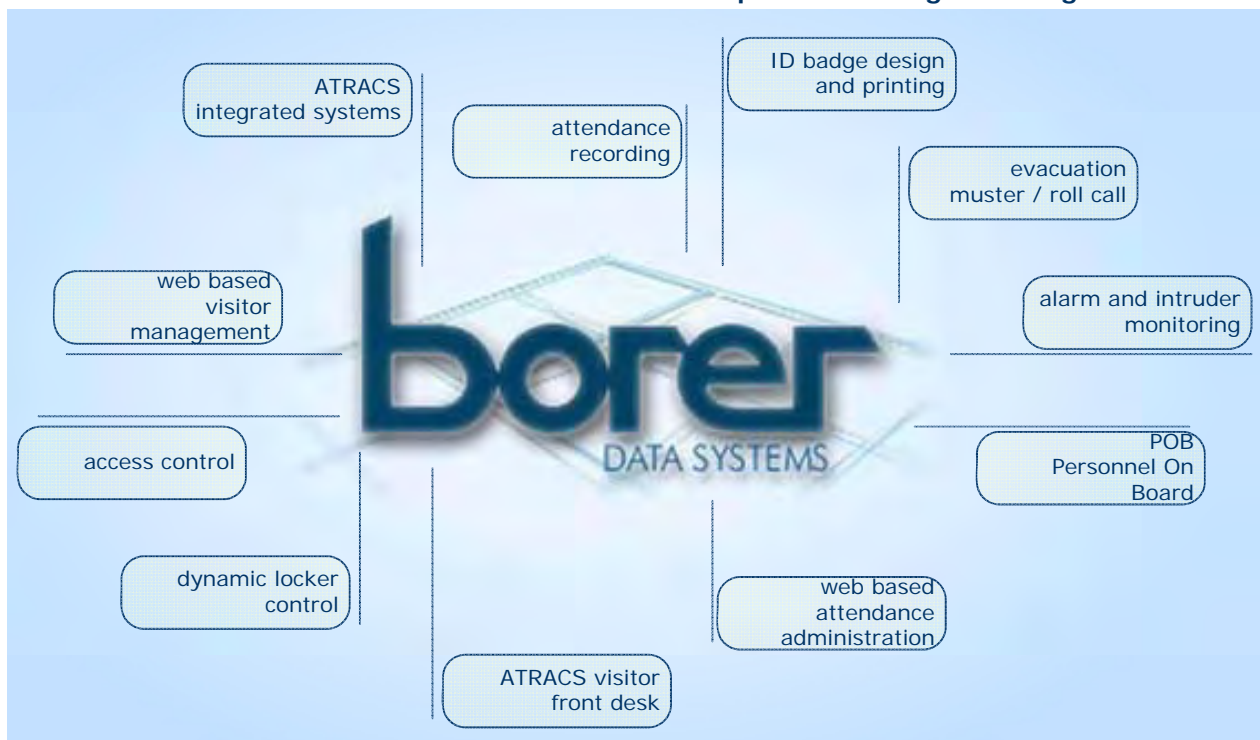 ID badge design
and printing
ATRACS
integrated systems
attendance
recording
evacuation
muster / roll call
web based
visitor
management
alarm and intruder
monitoring
borer
DATA SYSTEMS
access control
POB
Personnel On
Board
dynamic locker
control
web based
attendance
administration
ATRACS visitor
front desk